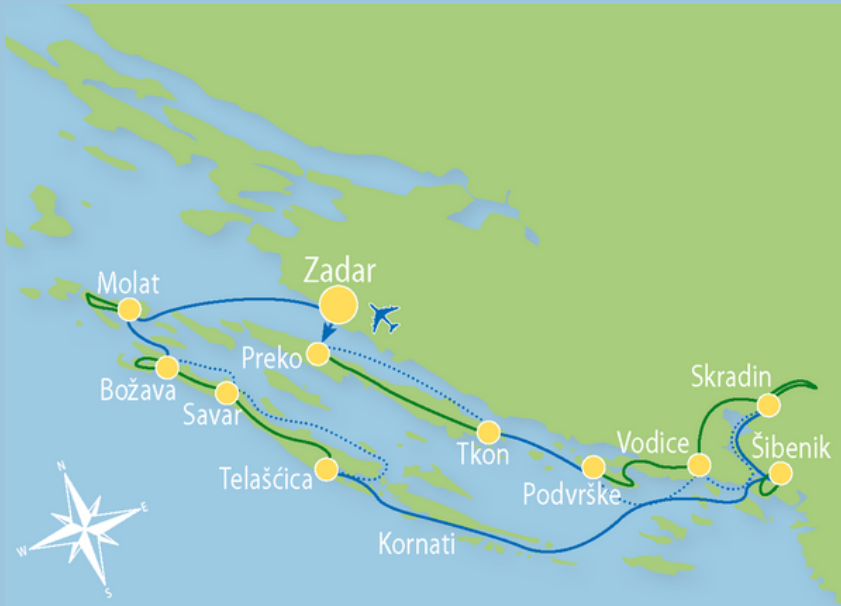 Zadar
Molat
Preko
Božava
Savar
Skradin
Vodice
Šibenik
Tkon
Telašćica
Podvrške
Kornati
N
E
W
S